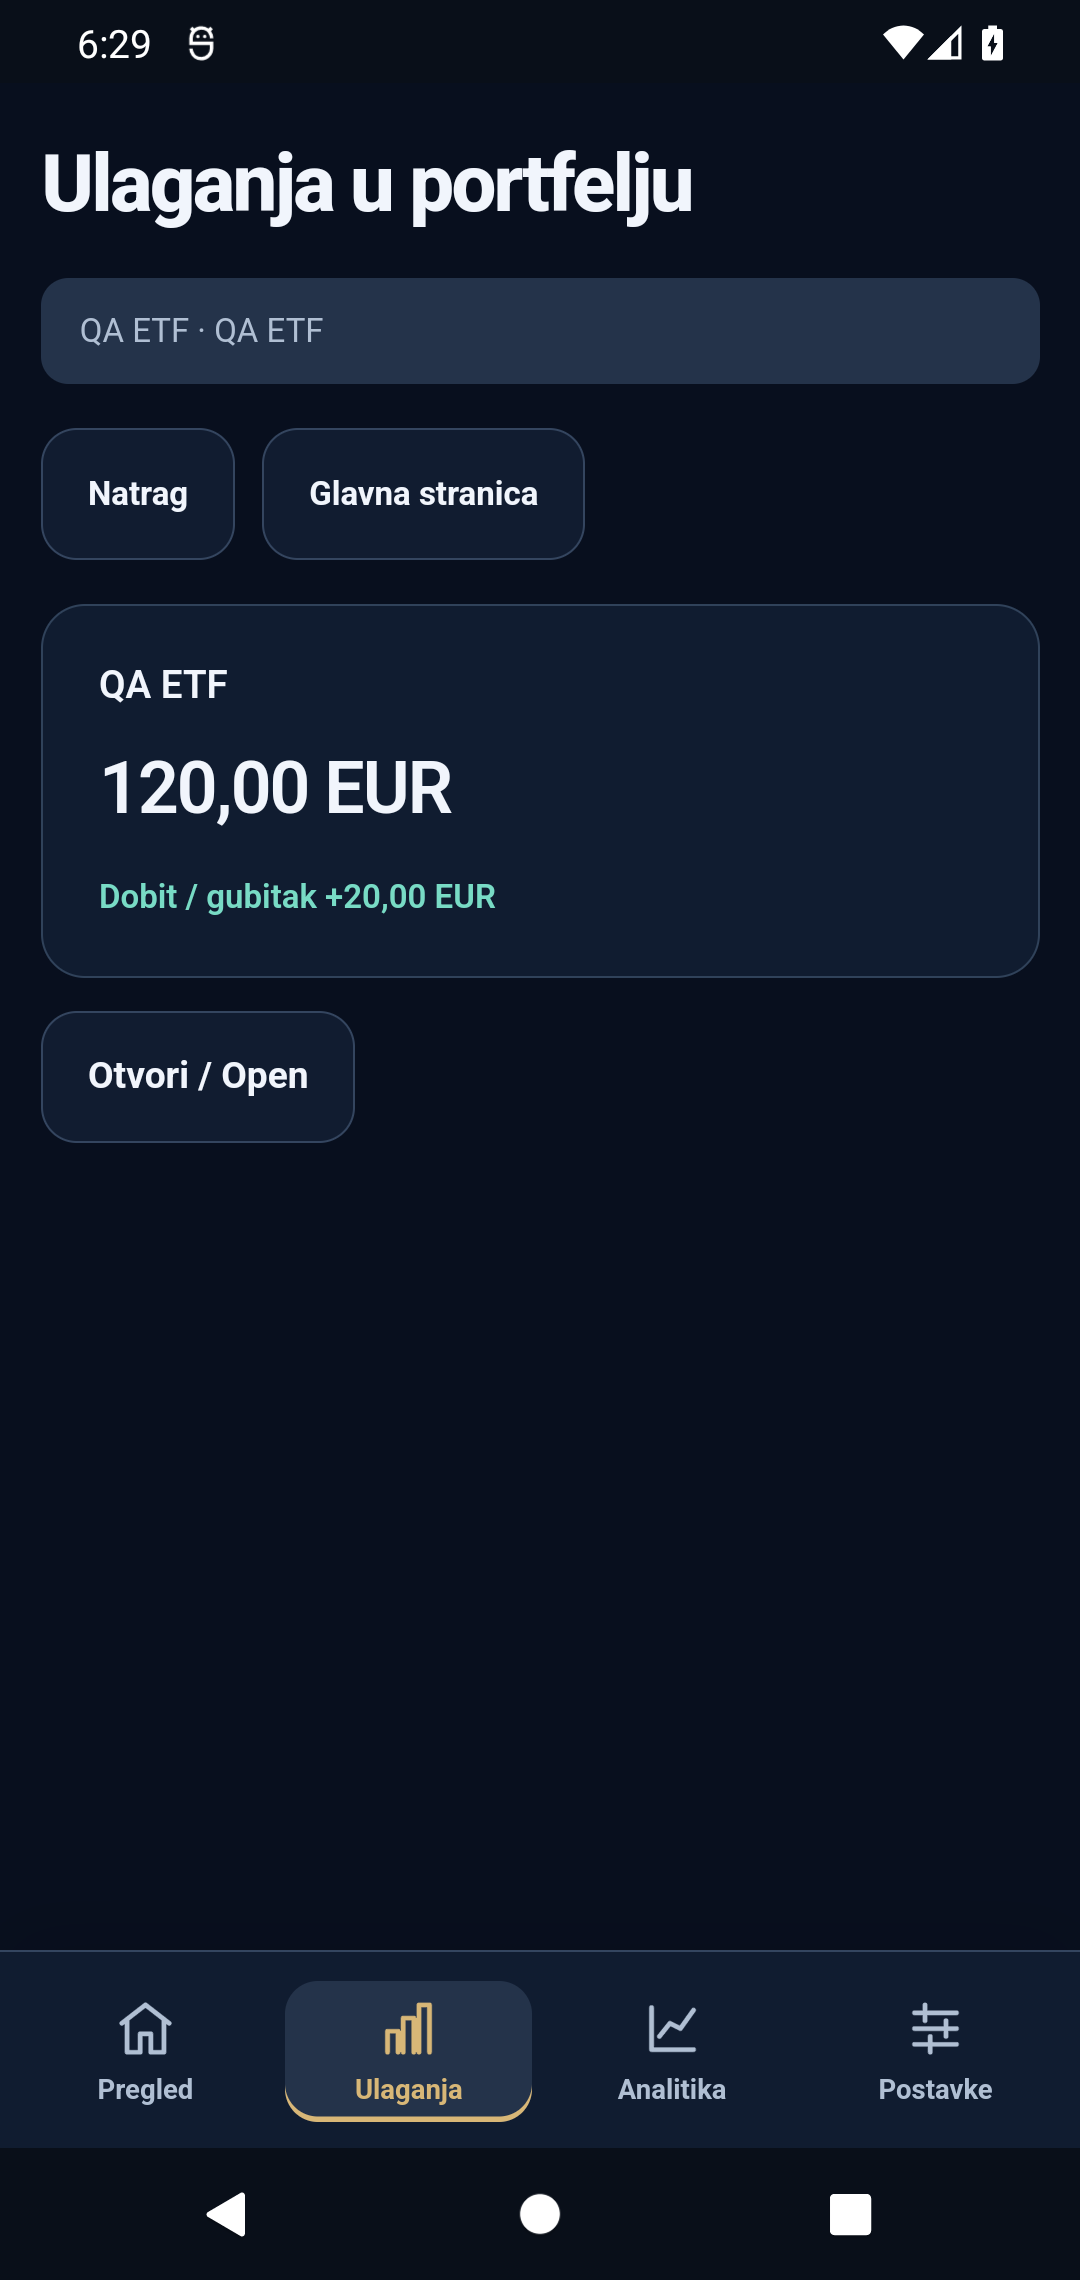 6:29
Ulaganja u portfelju
QA ETF · QA ETF
Natrag
Glavna stranica
QA ETF
120,00 EUR
Dobit / gubitak +20,00 EUR
Otvori / Open
Pregled
Ulaganja
Analitika
Postavke